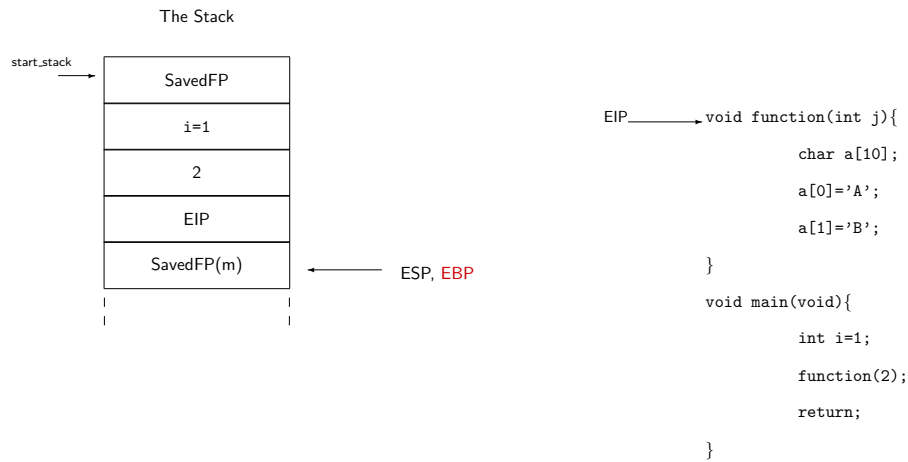 The Stack
start_stack
SavedFP
i=1
2
EIP
SavedFP(m)
ESP, EBP
EIP
void function(int j){
char a[10];
a[0]='A';
a[1]='B';
}
void main(void){
int i=1;
function(2);
return;
}